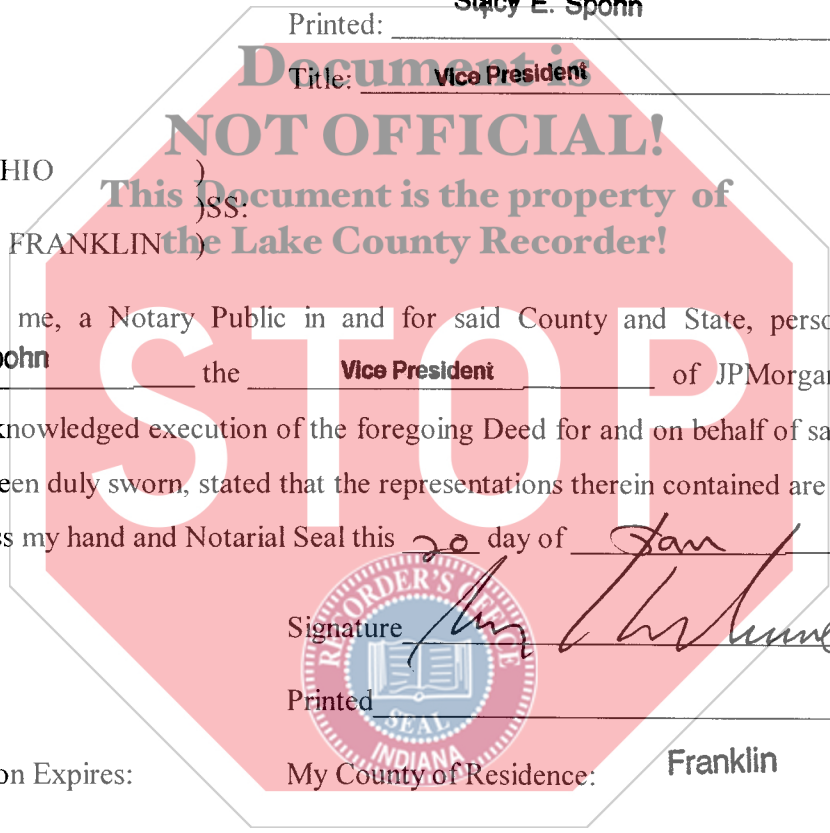 Stacy E. Spohn
Printed:
Document is
Title: Vice President
NOT OFFICIAL!
HIO )
This Document is the property of
)SS:
FRANKLIN )
the Lake County Recorder!
me, a Notary Public in and for said County and State, perso
pohn the Vice President of JPMorgan
knowledged execution of the foregoing Deed for and on behalf of sa
een duly sworn, stated that the representations therein contained are
STOP
ss my hand and Notarial Seal this 20 day of Jan
RECORDER'S OFFICE
Signature
Printed
SEAL
INDIANA
on Expires: My County of Residence: Franklin